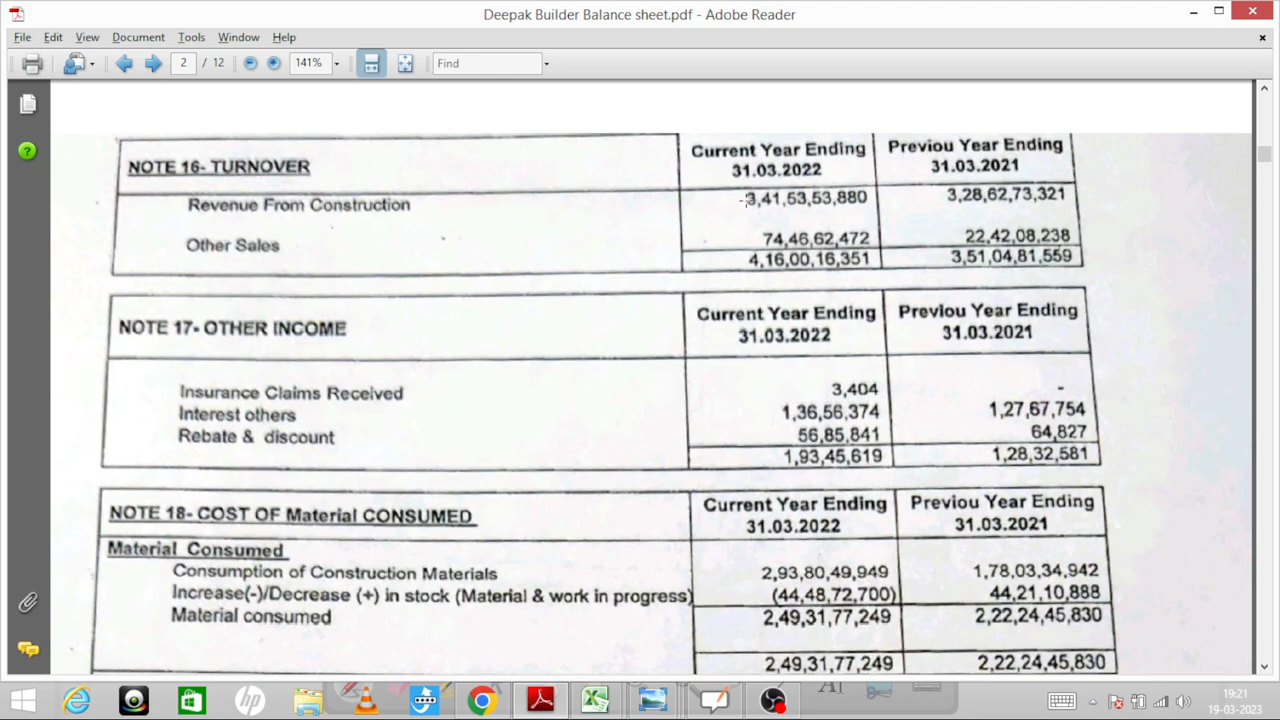 Deepak Builder Balance sheet.pdf - Adobe Reader
File Edit View Document Tools Window Help
2 / 12 141% Find
NOTE 16- TURNOVER Current Year Ending 31.03.2022 Previou Year Ending 31.03.2021
Revenue From Construction 3,41,53,53,880 3,28,62,73,321
Other Sales 74,46,62,472 22,42,08,238
4,16,00,16,351 3,51,04,81,559
NOTE 17- OTHER INCOME Current Year Ending 31.03.2022 Previou Year Ending 31.03.2021
Insurance Claims Received 3,404 -
Interest others 1,36,56,374 1,27,67,754
Rebate & discount 56,85,841 64,827
1,93,45,619 1,28,32,581
NOTE 18- COST OF Material CONSUMED Current Year Ending 31.03.2022 Previou Year Ending 31.03.2021
Material Consumed
Consumption of Construction Materials 2,93,80,49,949 1,78,03,34,942
Increase(-)/Decrease (+) in stock (Material & work in progress) (44,48,72,700) 44,21,10,888
Material consumed 2,49,31,77,249 2,22,24,45,830
2,49,31,77,249 2,22,24,45,830
19:21
19-03-2023